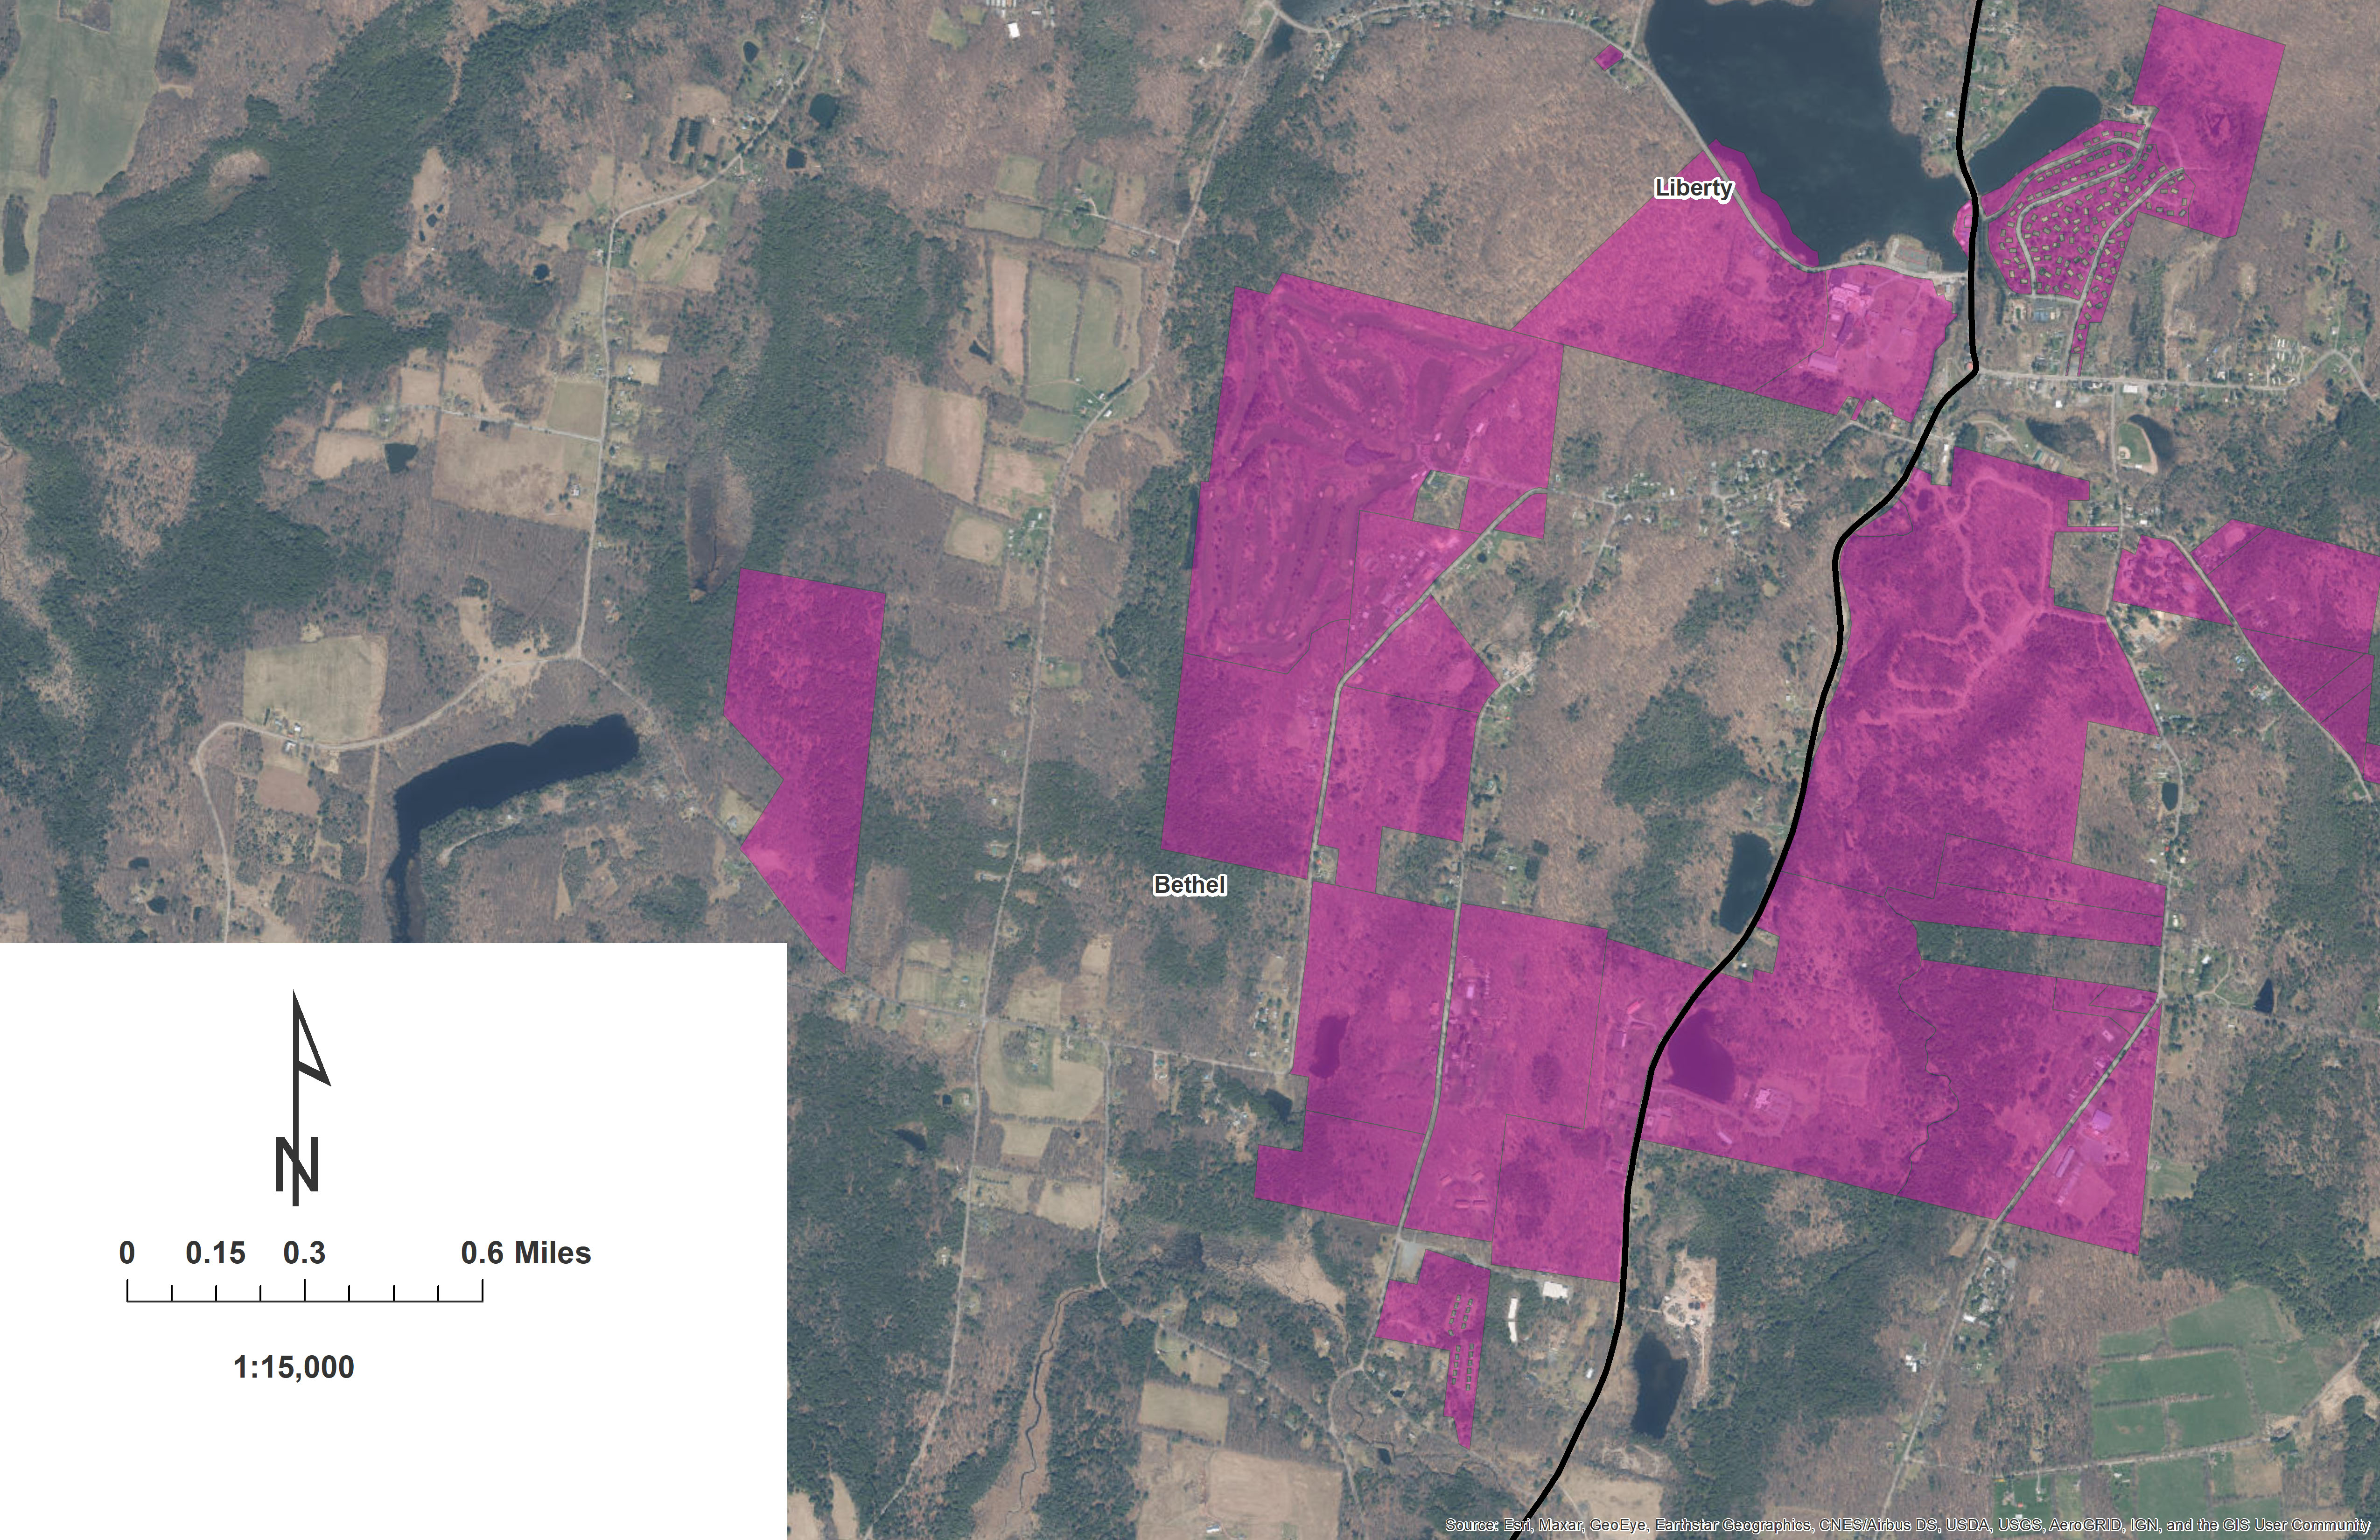 Liberty
Bethel
N
0 0.15 0.3 0.6 Miles
1:15,000
Source: Esri, Maxar, GeoEye, Earthstar Geographics, CNES/Airbus DS, USDA, USGS, AeroGRID, IGN, and the GIS User Community